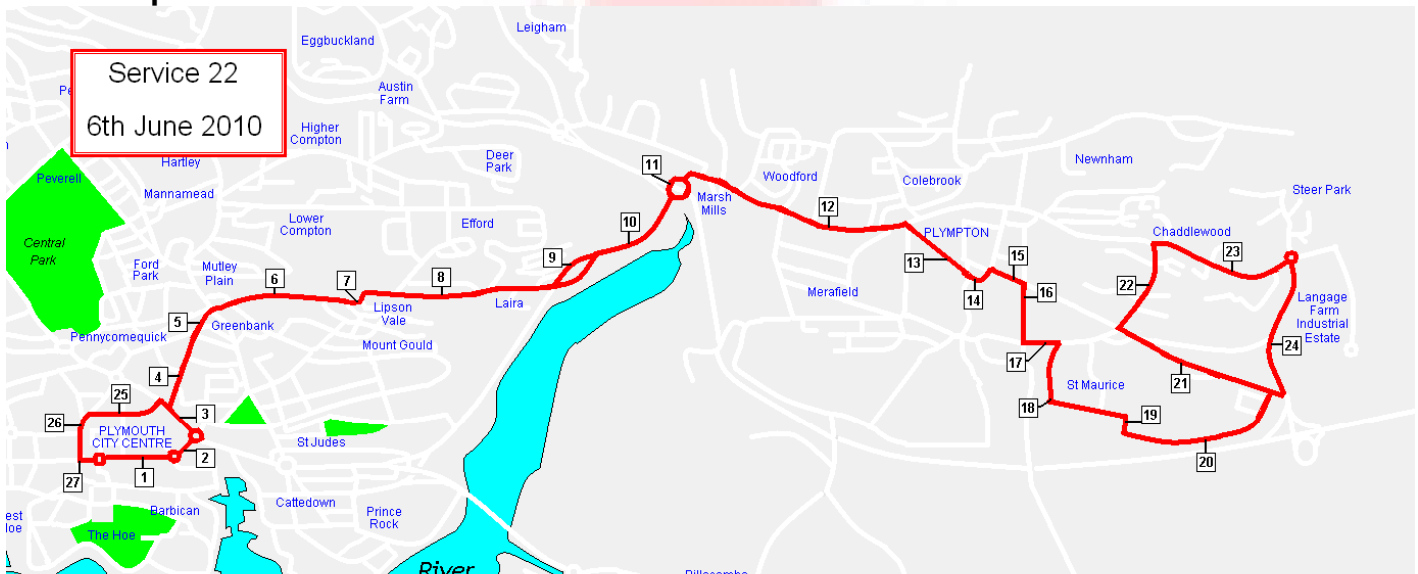 Service 22
6th June 2010
Eggbuckland
Leigham
Austin
Farm
Higher
Compton
Hartley
Peverell
Mannamead
Deer
Park
Lower
Compton
Efford
Central
Park
Ford
Park
Mutley
Plain
Pennycomequick
Greenbank
Lipson
Vale
Mount Gould
Laira
Marsh
Mills
Woodford
Colebrook
Newnham
Steer Park
PLYMPTON
Chaddlewood
Merafield
Langage
Farm
Industrial
Estate
St Maurice
PLYMOUTH
CITY CENTRE
St Judes
Cattedown
Prince
Rock
Barbican
The Hoe
River
1
2
3
4
5
6
7
8
9
10
11
12
13
14
15
16
17
18
19
20
21
22
23
24
25
26
27